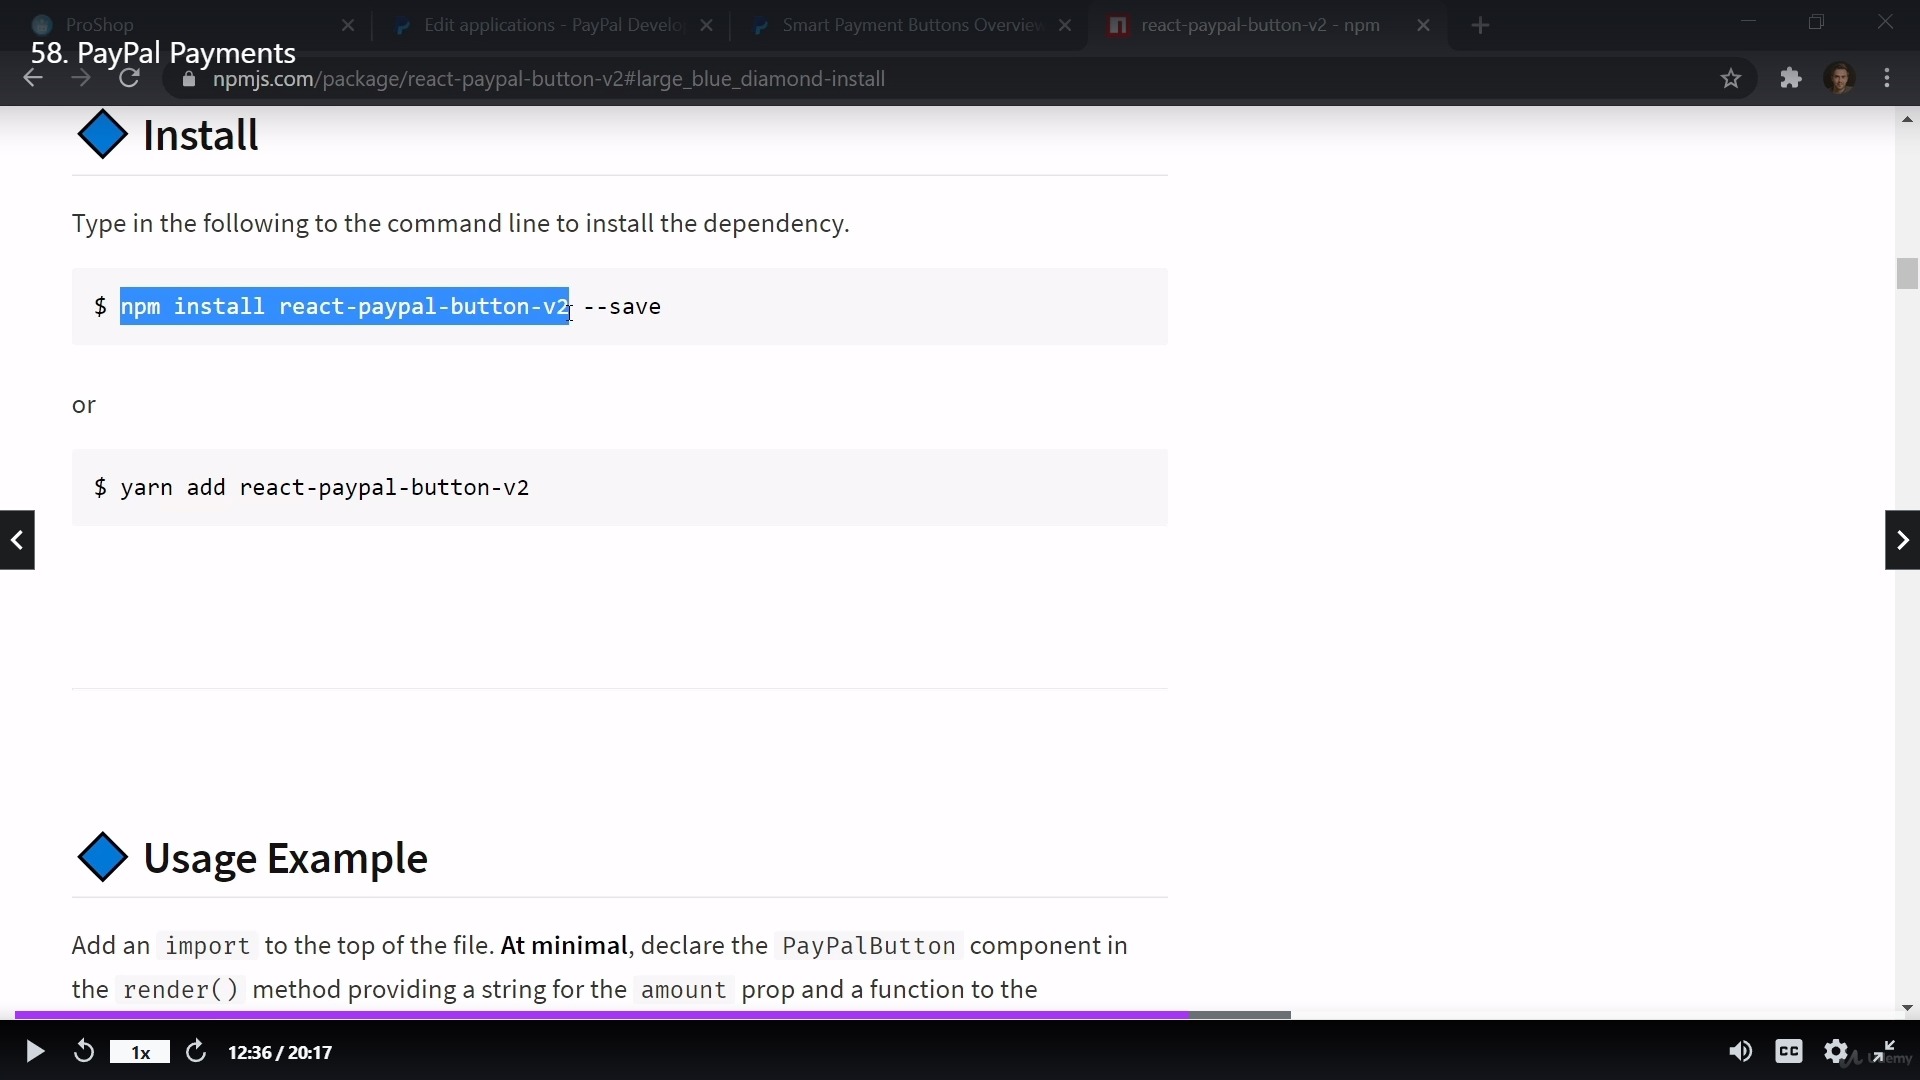 ProShop
Edit applications - PayPal Develo
Smart Payment Buttons Overview
react-paypal-button-v2 - npm
58. PayPal Payments
npmjs.com/package/react-paypal-button-v2#large_blue_diamond-install
Install
Type in the following to the command line to install the dependency.
$ npm install react-paypal-button-v2 --save
or
$ yarn add react-paypal-button-v2
Usage Example
Add an import to the top of the file. At minimal, declare the PayPalButton component in
the render() method providing a string for the amount prop and a function to the
1x
12:36 / 20:17
CC
Udemy